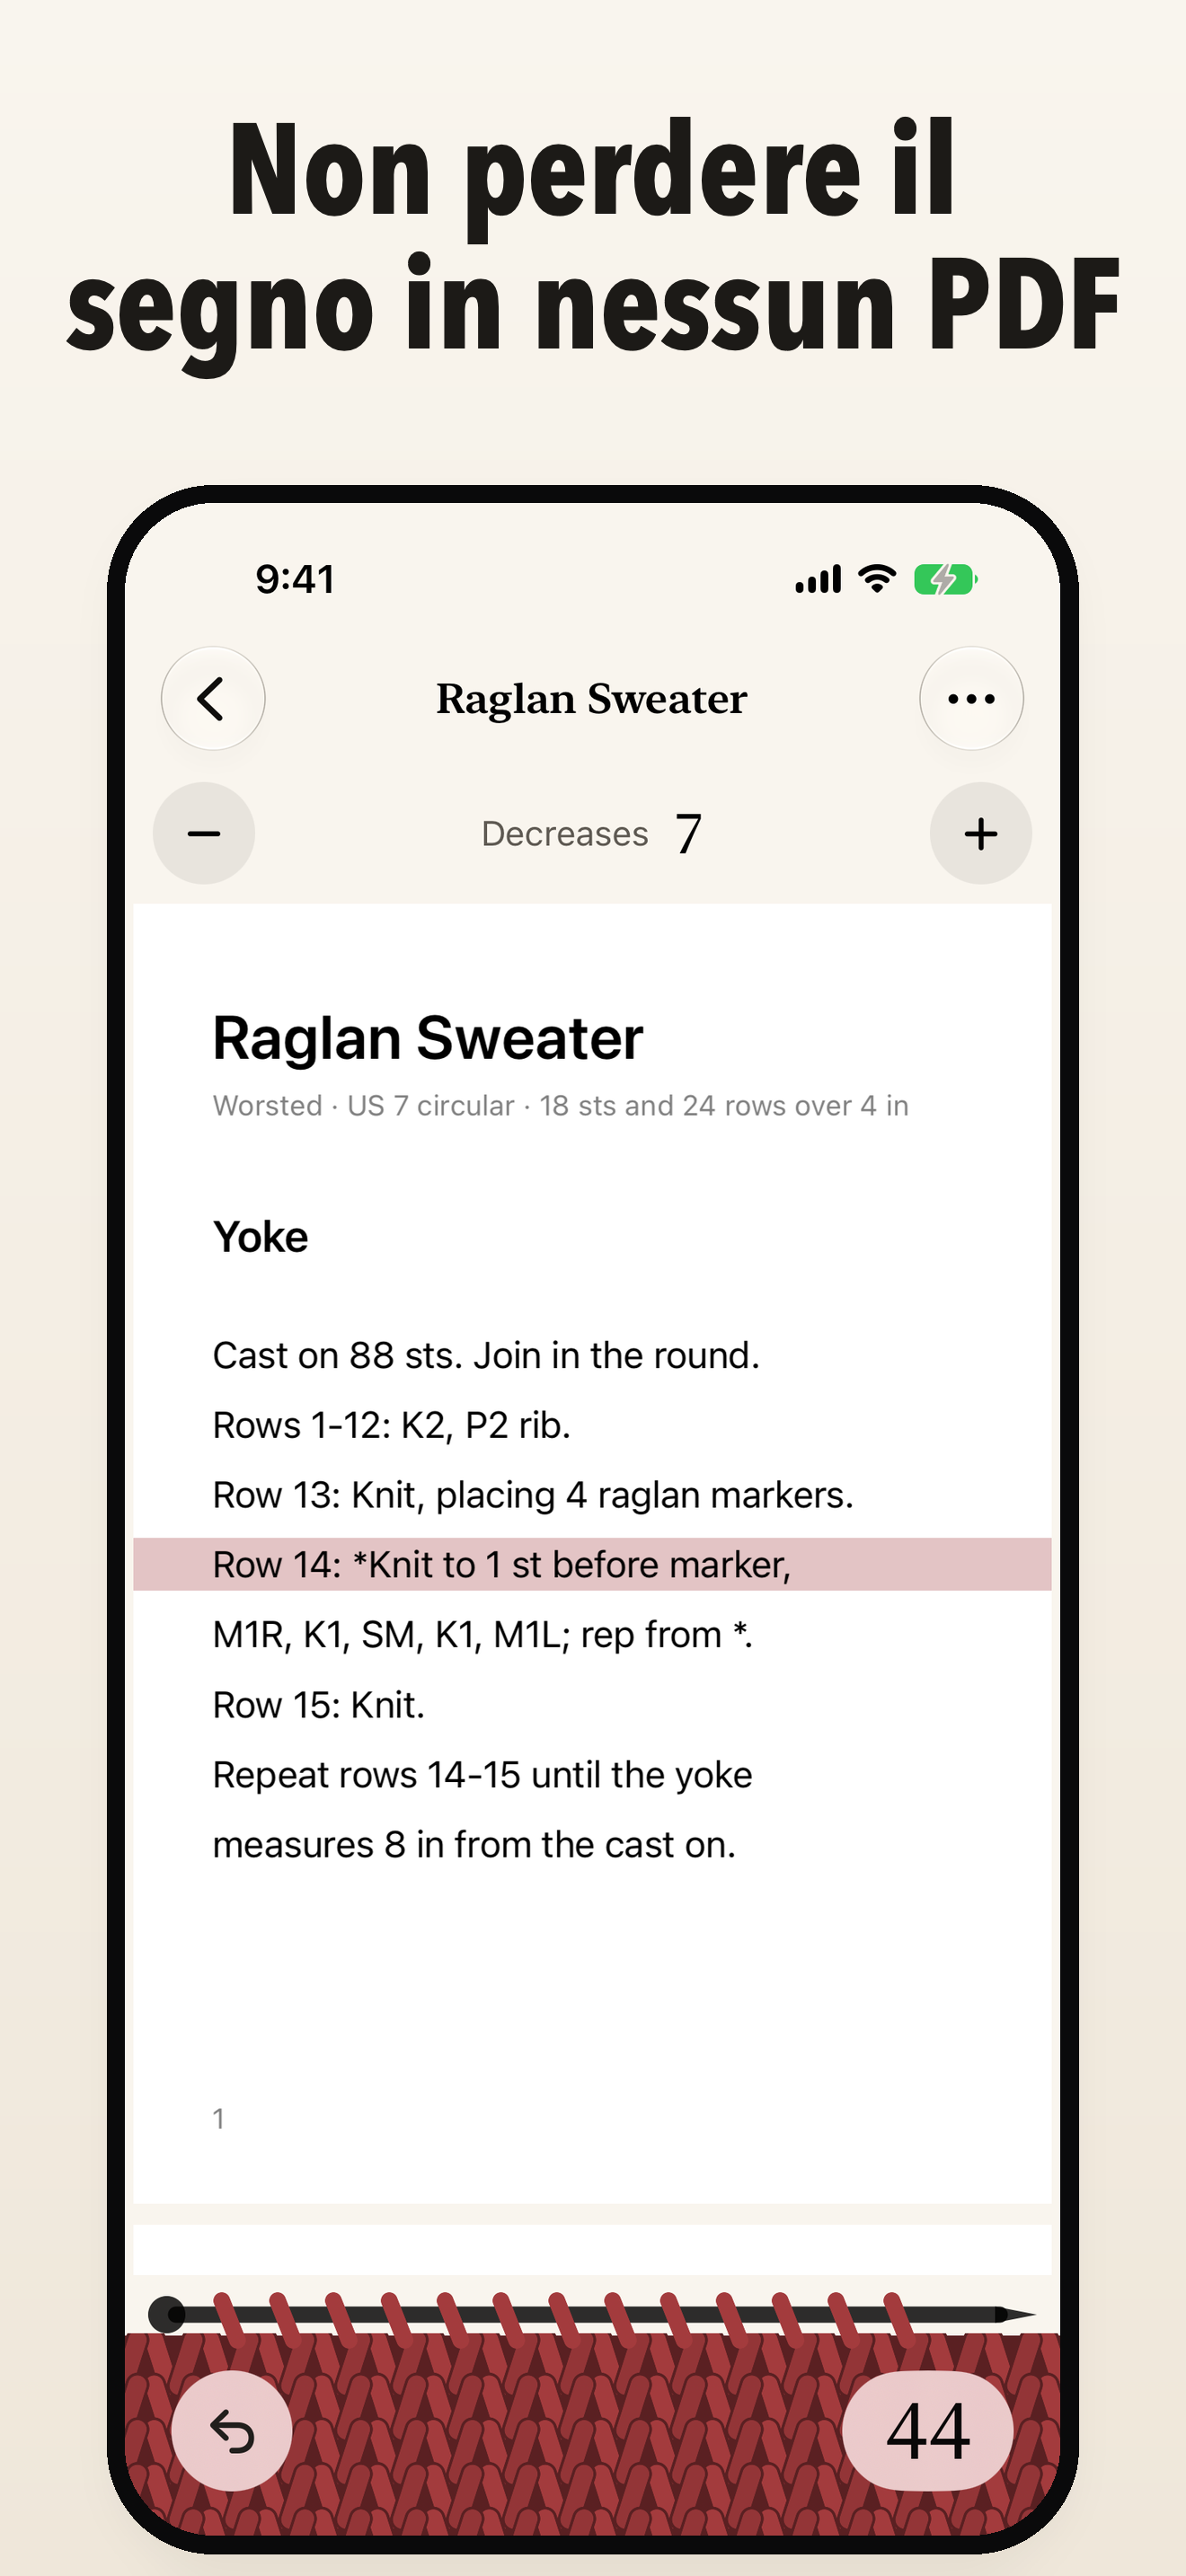 Non perdere il
segno in nessun PDF
9:41
Raglan Sweater
Decreases 7
Raglan Sweater
Worsted · US 7 circular · 18 sts and 24 rows over 4 in
Yoke
Cast on 88 sts. Join in the round.
Rows 1-12: K2, P2 rib.
Row 13: Knit, placing 4 raglan markers.
Row 14: *Knit to 1 st before marker,
M1R, K1, SM, K1, M1L; rep from *.
Row 15: Knit.
Repeat rows 14-15 until the yoke
measures 8 in from the cast on.
1
44